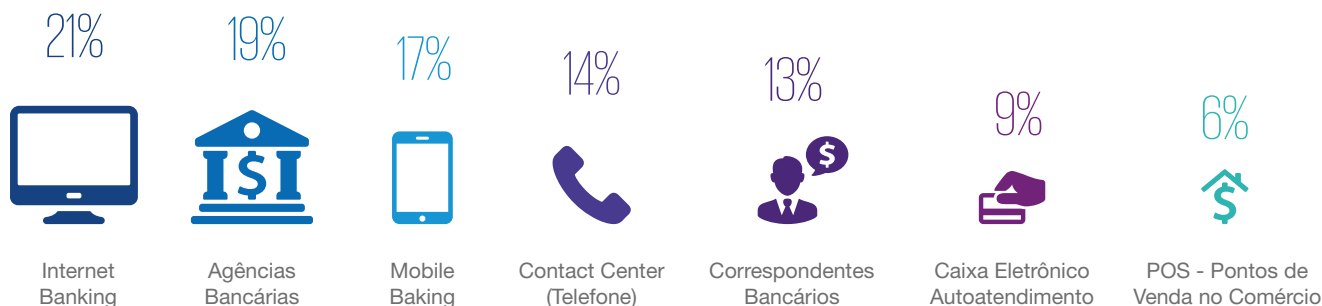 21%
19%
17%
14%
13%
9%
6%
$
$
$
Internet
Banking
Agências
Bancárias
Mobile
Baking
Contact Center
(Telefone)
Correspondentes
Bancários
Caixa Eletrônico
Autoatendimento
POS - Pontos de
Venda no Comércio